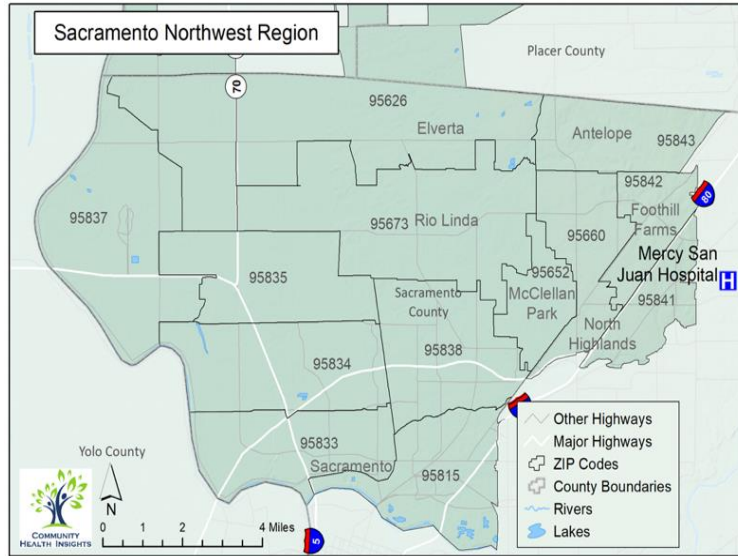 Sacramento Northwest Region
Placer County
70
95626
Elverta
Antelope
95843
95842
Foothill
Farms
80
95837
95673
Rio Linda
95660
Mercy San
Juan Hospital
H
95835
95652
McClellan
Park
95841
Sacramento
County
North
Highlands
95834
95838
95833
Sacramento
95815
Yolo County
N
0 1 2 4 Miles
5
COMMUNITY
HEALTH INSIGHTS
Other Highways
Major Highways
ZIP Codes
County Boundaries
Rivers
Lakes